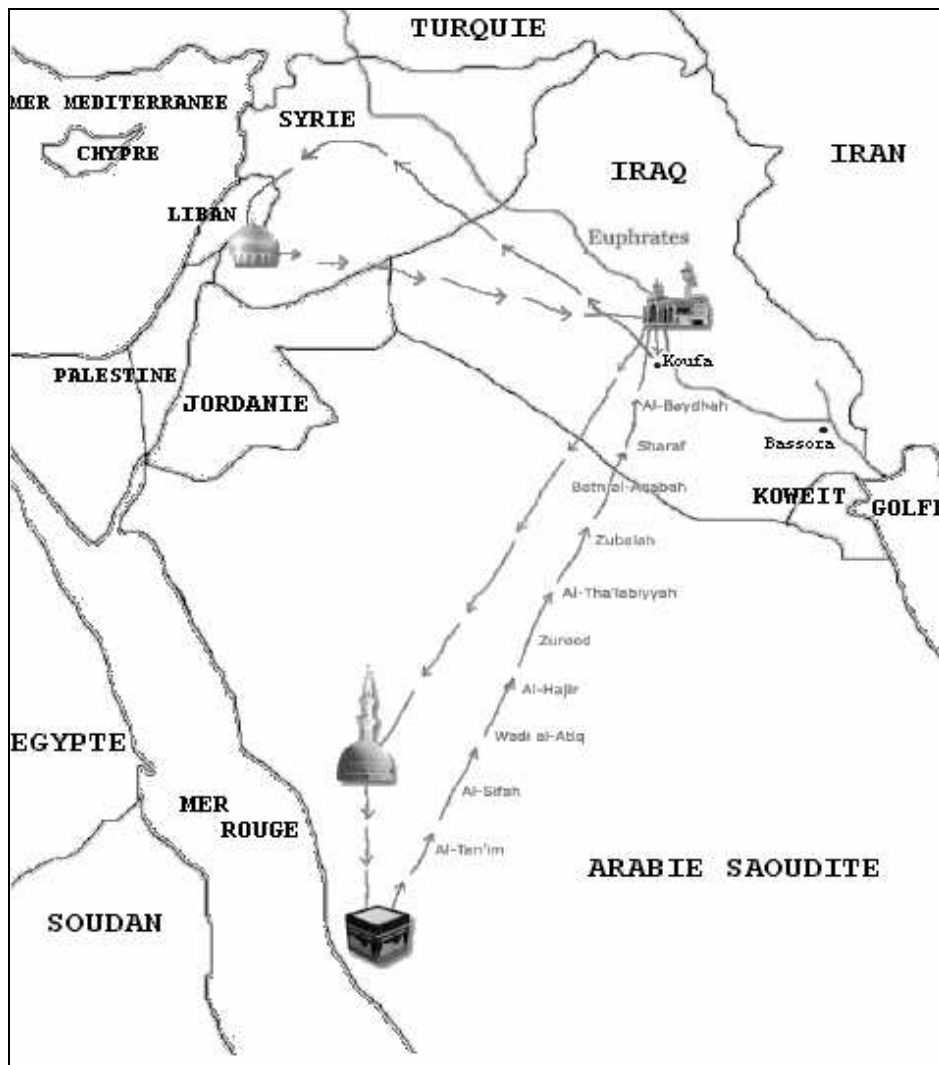 TURQUIE
MER MEDITERRANEE
SYRIE
CHYPRE
IRAN
IRAQ
LIBAN
Euphrates
Koufa
PALESTINE
JORDANIE
Al-Baydhah
Bassora
Sharaf
Batn al-Aqabah
KOWEIT
GOLFE
Zubalah
Al-Tha'labiyyah
Zurood
Al-Hajir
EGYPTE
Wadi al-Atiq
Al-Sifah
MER
ROUGE
Al-Tan'im
ARABIE SAOUDITE
SOUDAN